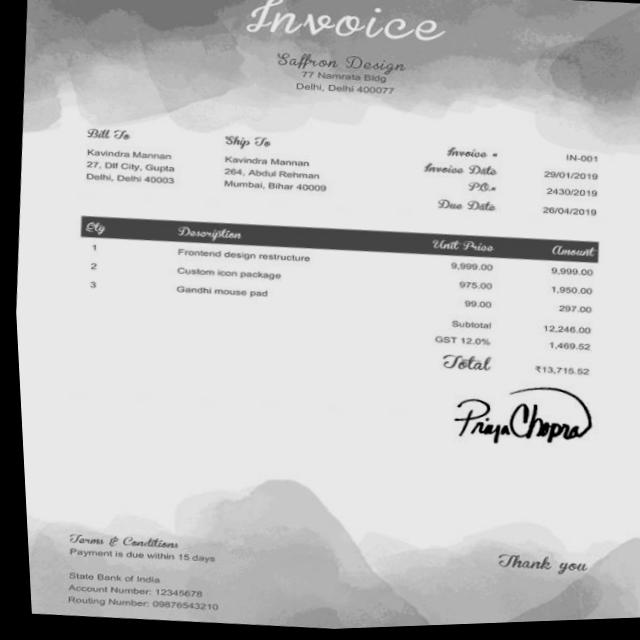 Invoice
Saffron Design
77 Namrata Bldg
Delhi, Delhi 400077
Bill To
Kavindra Mannan
27, Dlf City, Gupta
Delhi, Delhi 40003
Ship To
Kavindra Mannan
264, Abdul Rehman
Mumbai, Bihar 40009
Invoice # IN-001
Invoice Date 29/01/2019
P.O.# 2430/2019
Due Date 26/04/2019
Qty Description Unit Price Amount
1 Frontend design restructure 9,999.00 9,999.00
2 Custom icon package 975.00 1,950.00
3 Gandhi mouse pad 99.00 297.00
Subtotal 12,246.00
GST 12.0% 1,469.52
Total ₹13,715.52
Priya Chopra
Terms & Conditions
Payment is due within 15 days
State Bank of India
Account Number: 12345678
Routing Number: 09876543210
Thank you